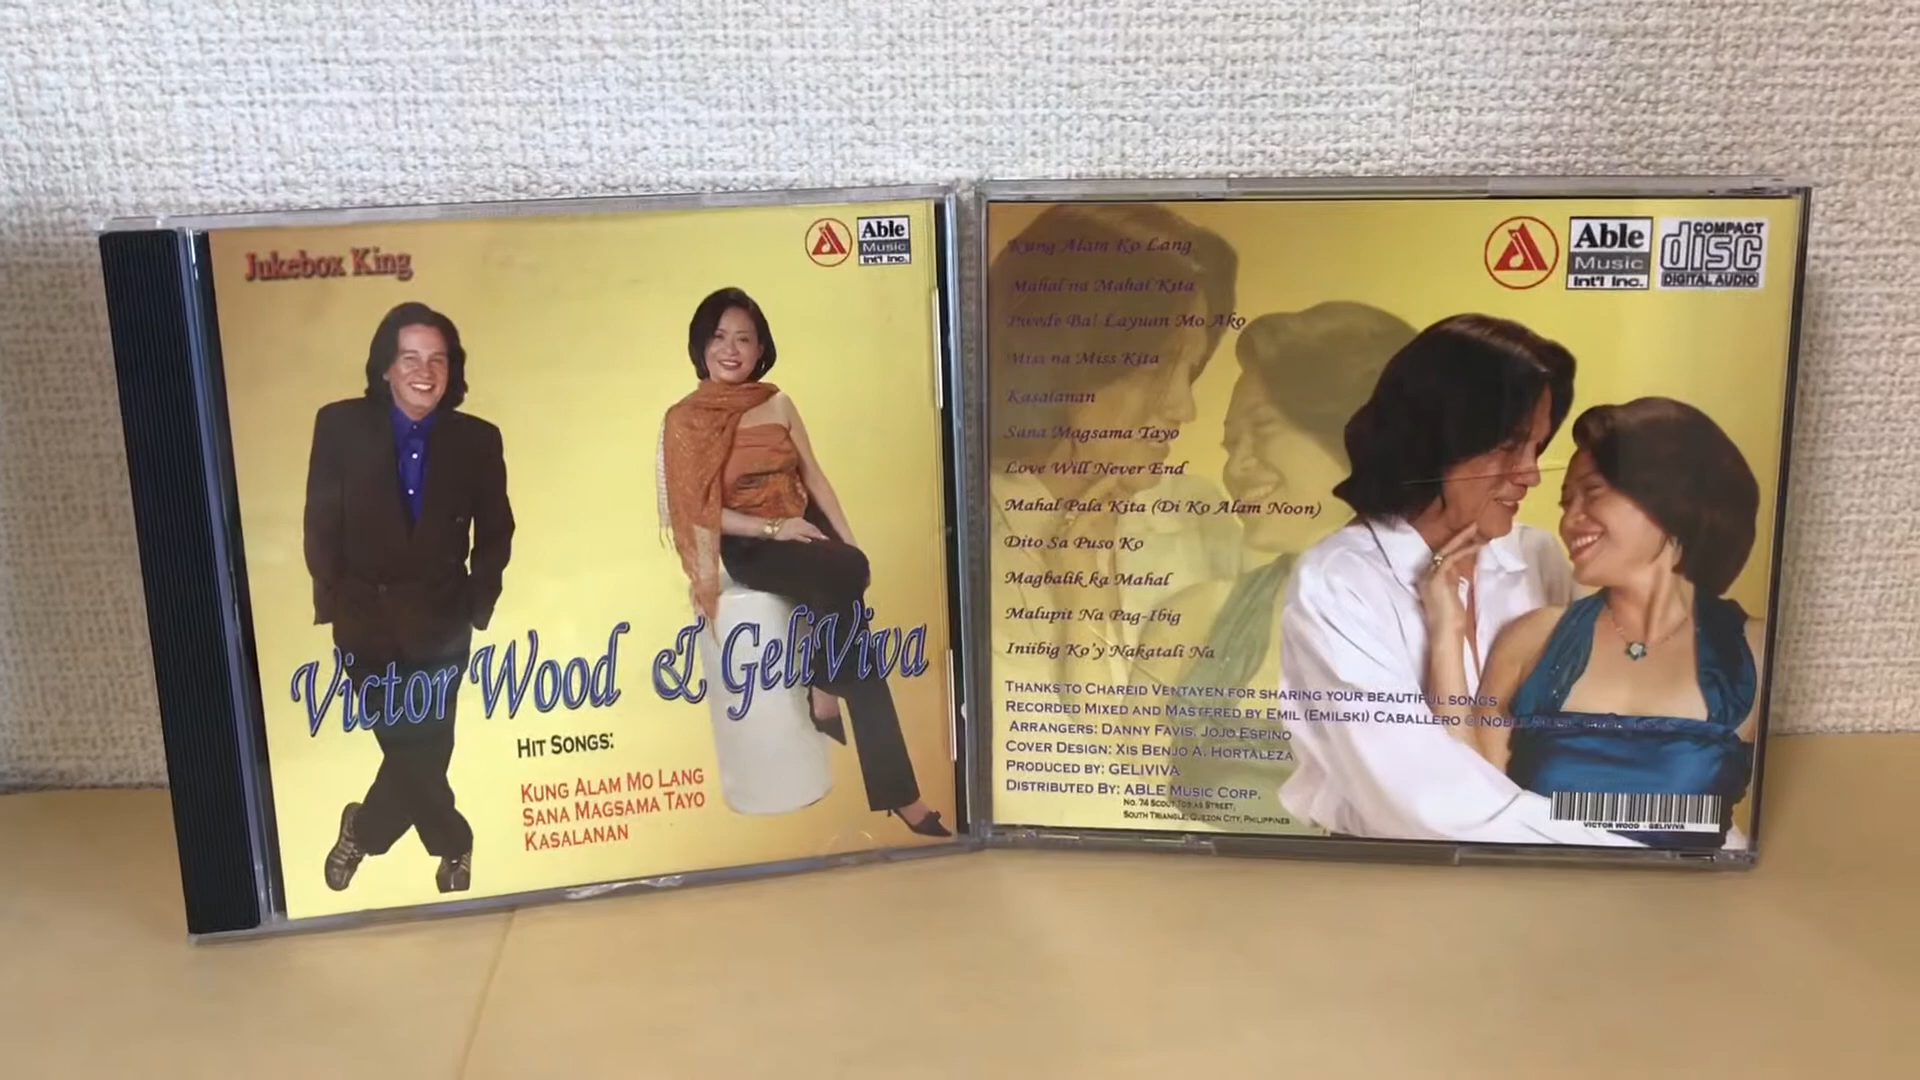 Jukebox King
Able
Music
Int'l Inc.
Victor Wood & GeliViva
Hit Songs:
Kung Alam Mo Lang
Sana Magsama Tayo
Kasalanan
Kung Alam Ko Lang
Mahal na Mahal Kita
Pwede Ba! Layuan Mo Ako
Miss na Miss Kita
Kasalanan
Sana Magsama Tayo
Love Will Never End
Mahal Pala Kita (Di Ko Alam Noon)
Dito Sa Puso Ko
Magbalik ka Mahal
Malupit Na Pag-Ibig
Iniibig Ko'y Nakatali Na
Able
Music
Int'l Inc.
COMPACT
disc
DIGITAL AUDIO
Thanks to Chareid Ventayen for sharing your beautiful songs
Recorded Mixed and Mastered by Emil (Emilski) Caballero @
Arrangers: Danny Favis, Jojo Espino
Cover Design: Xis Benjo A. Hortaleza
Produced by: GELIVIVA
Distributed By: ABLE Music Corp.
No. 74 Scout Tobias Street,
South Triangle, Quezon City, Philippines
VICTOR WOOD - GELIVIVA